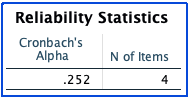 Reliability Statistics
Cronbach's
Alpha N of Items
.252 4